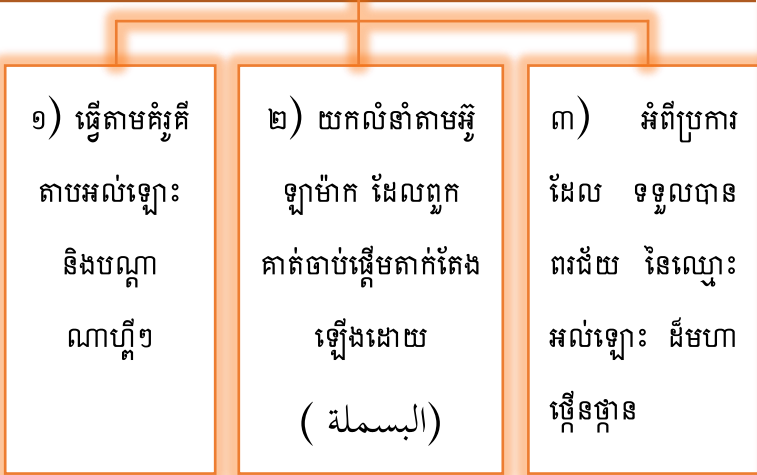 ១) ធ្វើតាមគំរូគី
តាបអល់ឡោះ
និងបណ្តា
ណាហ្ពីៗ
២) យកលំនាំតាមអ៊ូ
ឡាម៉ាក ដែលពួក
គាត់ចាប់ផ្តើមតាក់តែង
ឡើងដោយ
(البسملة )
៣) អំពីប្រការ
ដែល ទទួលបាន
ពរជ័យ នៃឈ្មោះ
អល់ឡោះ ដ៏មហា
ថ្កើនថ្កាន